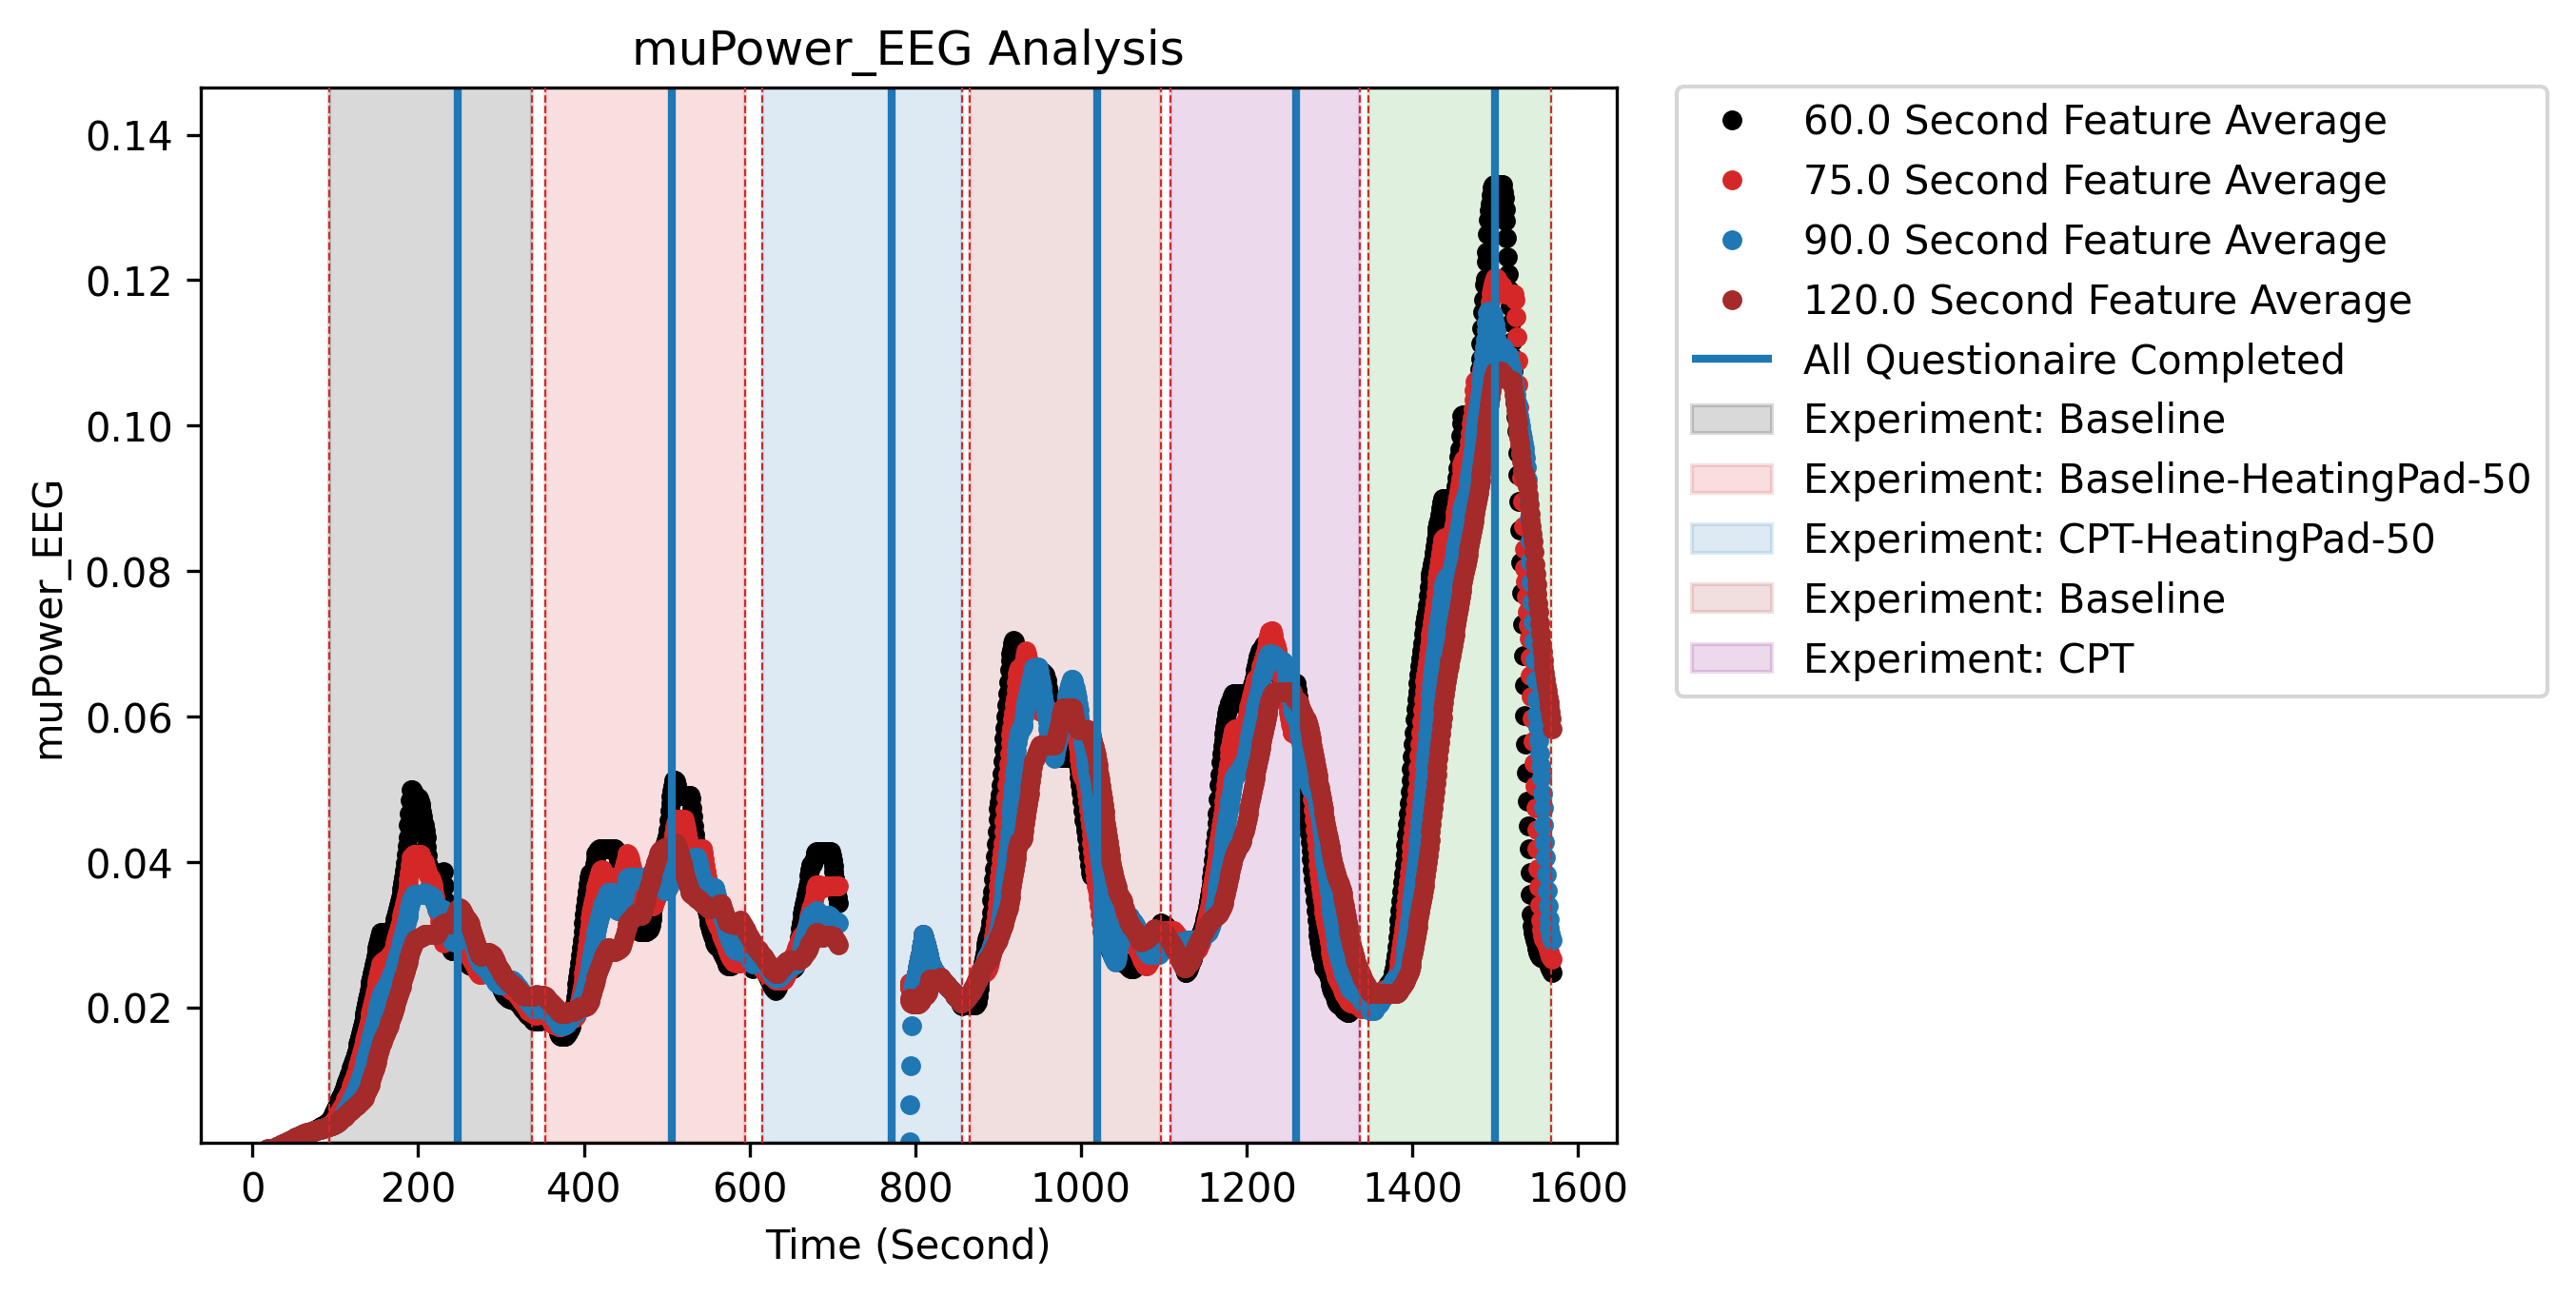 muPower_EEG Analysis
muPower_EEG
0.14
0.12
0.10
0.08
0.06
0.04
0.02
0 200 400 600 800 1000 1200 1400 1600
Time (Second)
60.0 Second Feature Average
75.0 Second Feature Average
90.0 Second Feature Average
120.0 Second Feature Average
All Questionaire Completed
Experiment: Baseline
Experiment: Baseline-HeatingPad-50
Experiment: CPT-HeatingPad-50
Experiment: Baseline
Experiment: CPT